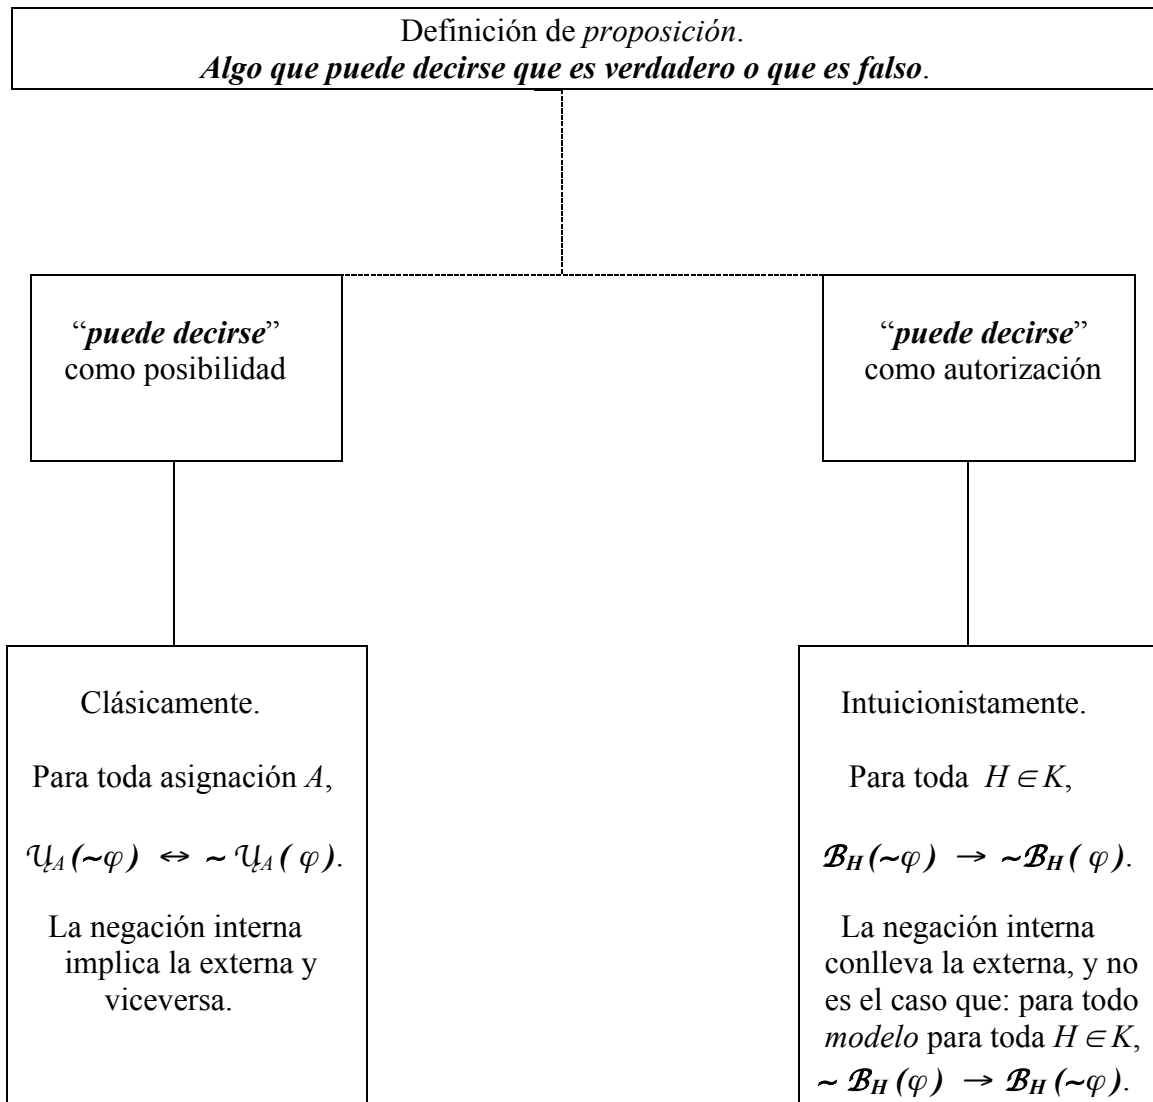 Definición de proposición.
Algo que puede decirse que es verdadero o que es falso.
“puede decirse”
como posibilidad
“puede decirse”
como autorización
Clásicamente.
Para toda asignación A,
𝒰A(~φ) ↔ ~ 𝒰A( φ).
La negación interna
implica la externa y
viceversa.
Intuicionistamente.
Para toda H ∈ K,
ℬH(~φ) → ~ℬH( φ).
La negación interna
conlleva la externa, y no
es el caso que: para todo
modelo para toda H ∈ K,
~ ℬH(φ) → ℬH(~φ).